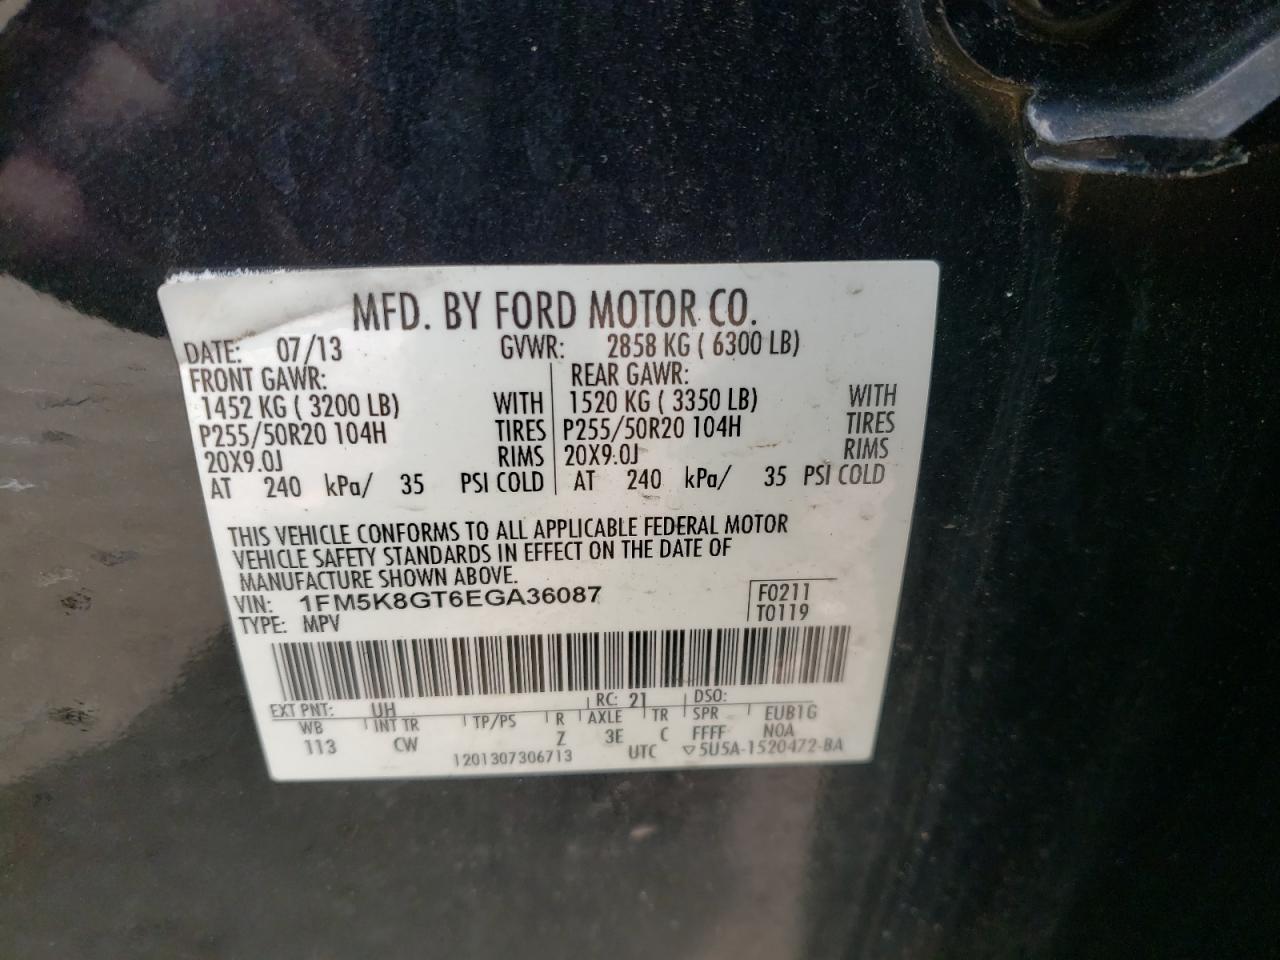 MFD. BY FORD MOTOR CO.
DATE: 07/13 GVWR: 2858 KG ( 6300 LB)
FRONT GAWR: REAR GAWR:
1452 KG ( 3200 LB) WITH 1520 KG ( 3350 LB) WITH
P255/50R20 104H TIRES P255/50R20 104H TIRES
20X9.0J RIMS 20X9.0J RIMS
AT 240 kPa/ 35 PSI COLD AT 240 kPa/ 35 PSI COLD
THIS VEHICLE CONFORMS TO ALL APPLICABLE FEDERAL MOTOR
VEHICLE SAFETY STANDARDS IN EFFECT ON THE DATE OF
MANUFACTURE SHOWN ABOVE.
VIN: 1FM5K8GT6EGA36087 F0211
TYPE: MPV T0119
EXT PNT: UH RC: 21 DSO:
WB INT TR TP/PS R AXLE TR SPR EUB1G
113 CW Z 3E C FFFF NOA
1201307306713 UTC ▽5U5A-1520472-BA